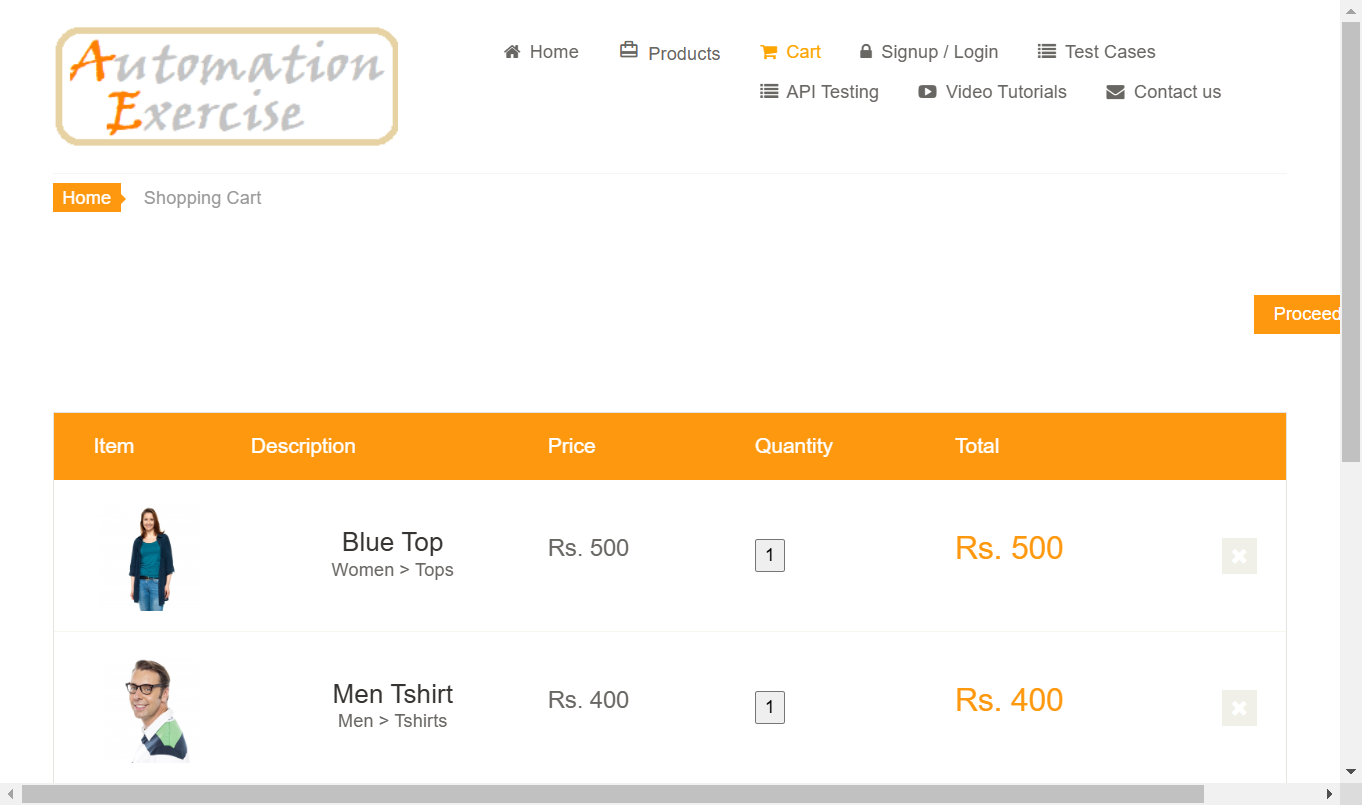 Automation
Exercise
Home Products Cart Signup / Login Test Cases
API Testing Video Tutorials Contact us
Home Shopping Cart
Proceed
Item Description Price Quantity Total
Blue Top
Women > Tops
Rs. 500 1 Rs. 500
Men Tshirt
Men > Tshirts
Rs. 400 1 Rs. 400